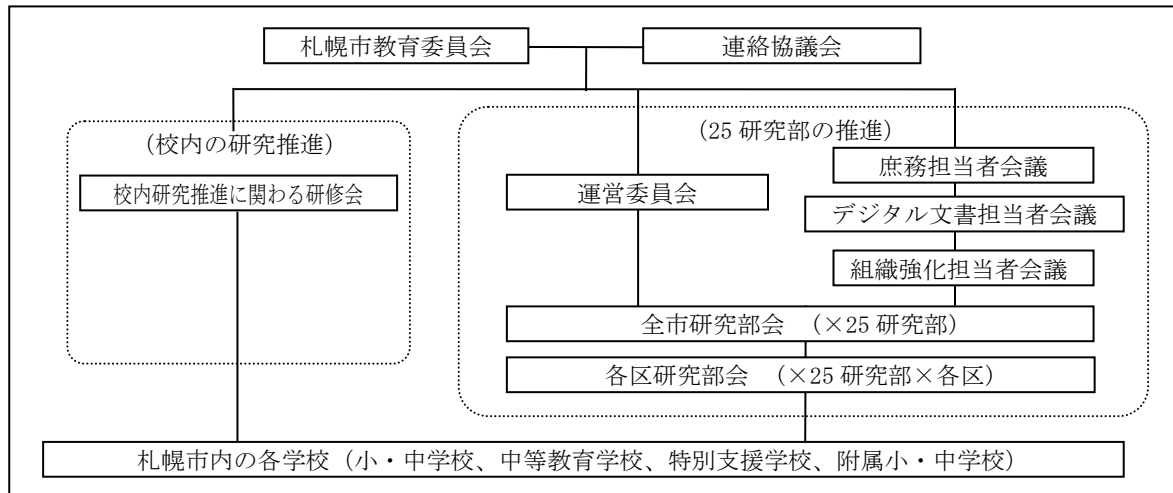 札幌市教育委員会
連絡協議会
(校内の研究推進)
校内研究推進に関わる研修会
(25 研究部の推進)
運営委員会
庶務担当者会議
デジタル文書担当者会議
組織強化担当者会議
全市研究部会 (×25 研究部)
各区研究部会 (×25 研究部×各区)
札幌市内の各学校(小・中学校、中等教育学校、特別支援学校、附属小・中学校)